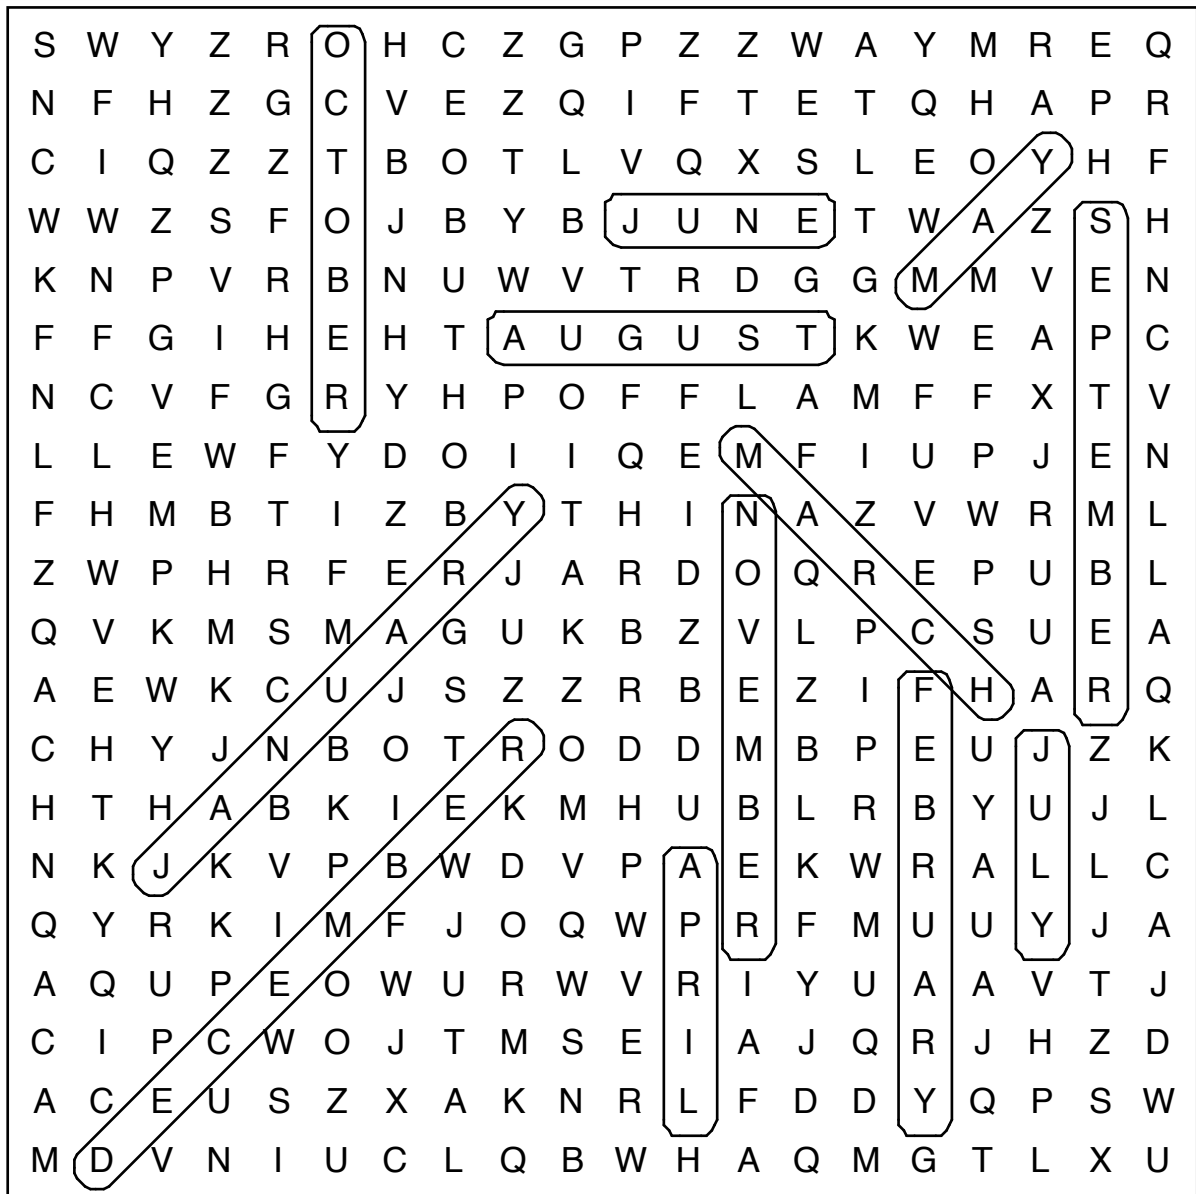 S W Y Z R O H C Z G P Z Z W A Y M R E Q
N F H Z G C V E Z Q I F T E T Q H A P R
C I Q Z Z T B O T L V Q X S L E O Y H F
W W Z S F O J B Y B J U N E T W A Z S H
K N P V R B N U W V T R D G G M M V E N
F F G I H E H T A U G U S T K W E A P C
N C V F G R Y H P O F F L A M F F X T V
L L E W F Y D O I I Q E M F I U P J E N
F H M B T I Z B Y T H I N A Z V W R M L
Z W P H R F E R J A R D O Q R E P U B L
Q V K M S M A G U K B Z V L P C S U E A
A E W K C U J S Z Z R B E Z I F H A R Q
C H Y J N B O T R O D D M B P E U J Z K
H T H A B K I E K M H U B L R B Y U J L
N K J K V P B W D V P A E K W R A L L C
Q Y R K I M F J O Q W P R F M U U Y J A
A Q U P E O W U R W V R I Y U A A V T J
C I P C W O J T M S E I A J Q R J H Z D
A C E U S Z X A K N R L F D D Y Q P S W
M D V N I U C L Q B W H A Q M G T L X U